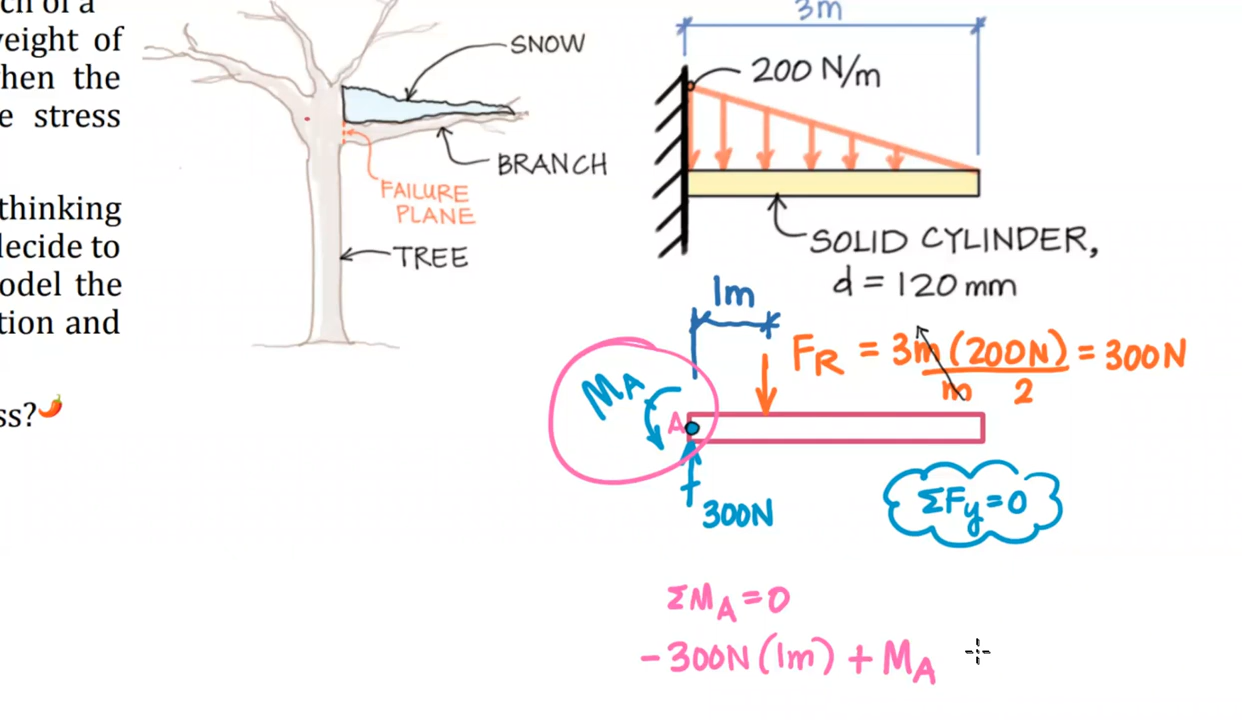 ch of a
weight of
hen the
e stress
thinking
decide to
odel the
tion and
ss?
SNOW
BRANCH
FAILURE
PLANE
TREE
3m
200 N/m
SOLID CYLINDER,
d = 120 mm
1m
FR = 3m(200N)/m 2 = 300N
MA
A
300N
ΣFy=0
ΣMA=0
-300N(1m) + MA